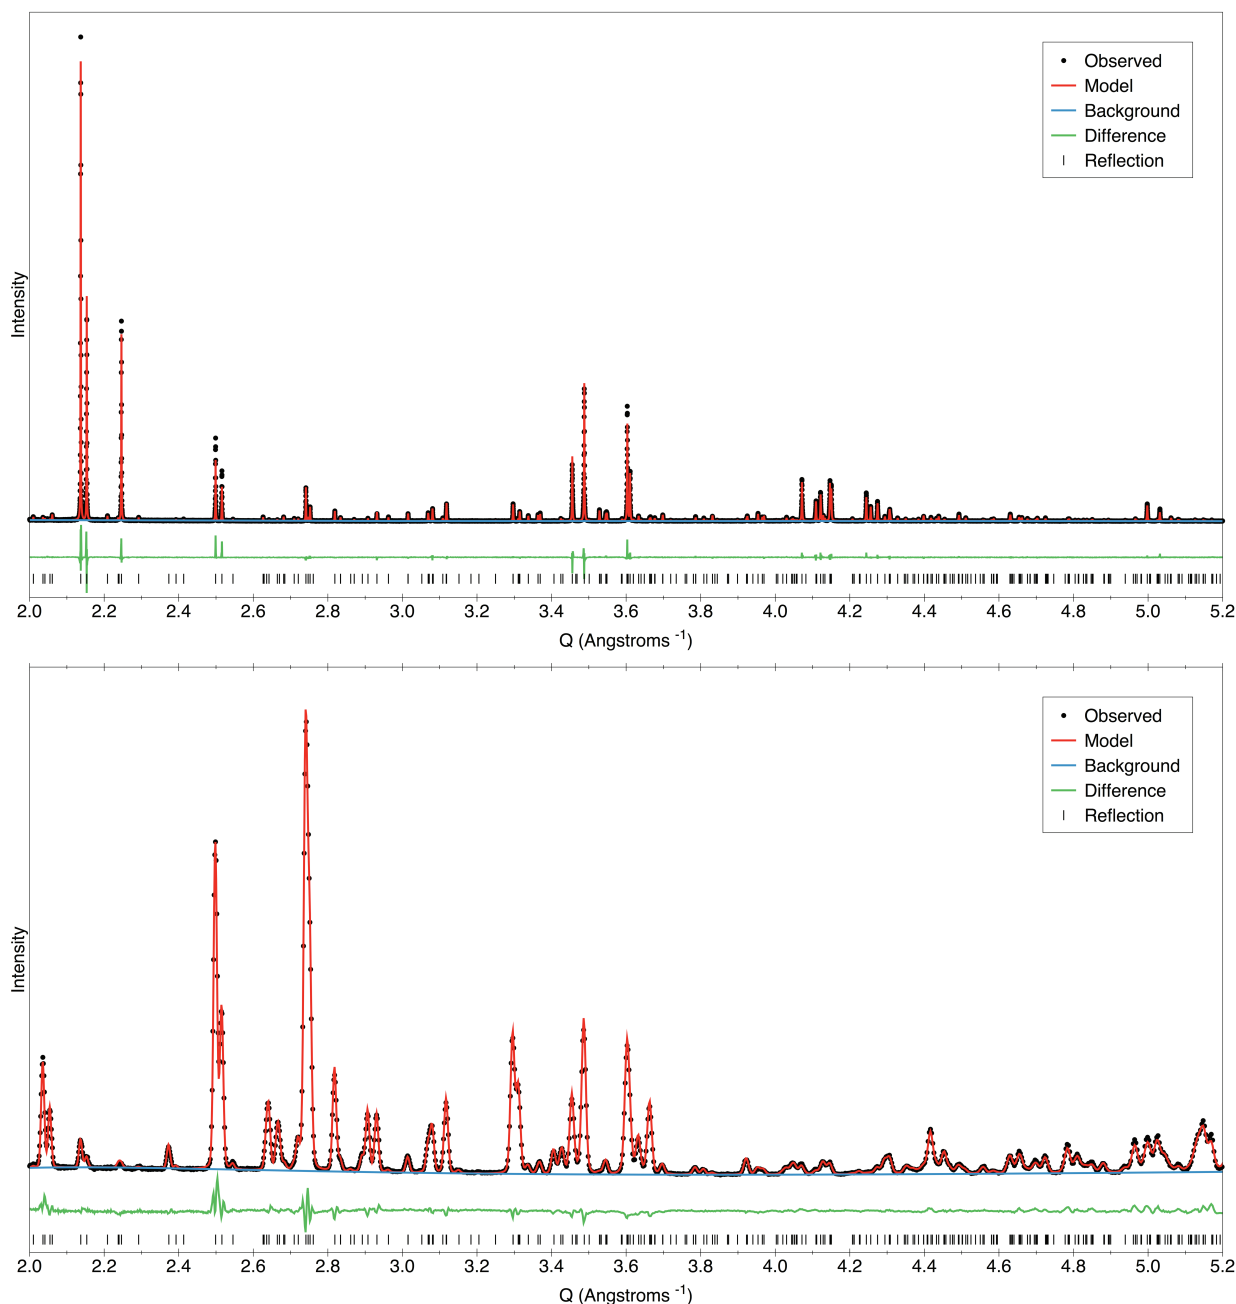 Observed
Model
Background
Difference
Reflection
Intensity
2.0 2.2 2.4 2.6 2.8 3.0 3.2 3.4 3.6 3.8 4.0 4.2 4.4 4.6 4.8 5.0 5.2
Q (Angstroms -1)
Observed
Model
Background
Difference
Reflection
Intensity
2.0 2.2 2.4 2.6 2.8 3.0 3.2 3.4 3.6 3.8 4.0 4.2 4.4 4.6 4.8 5.0 5.2
Q (Angstroms -1)